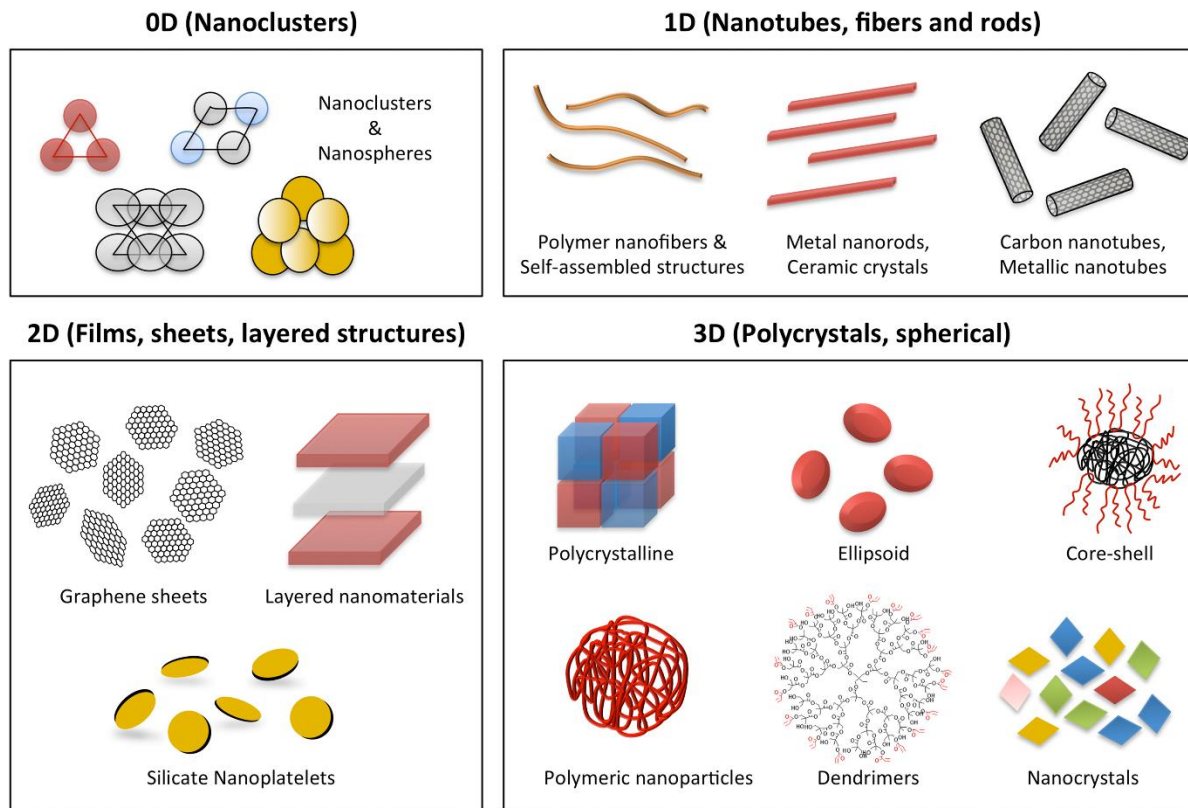 0D (Nanoclusters)
Nanoclusters
&
Nanospheres
1D (Nanotubes, fibers and rods)
Polymer nanofibers &
Self-assembled structures
Metal nanorods,
Ceramic crystals
Carbon nanotubes,
Metallic nanotubes
2D (Films, sheets, layered structures)
Graphene sheets
Layered nanomaterials
Silicate Nanoplatelets
3D (Polycrystals, spherical)
Polycrystalline
Ellipsoid
Core-shell
Polymeric nanoparticles
Dendrimers
Nanocrystals